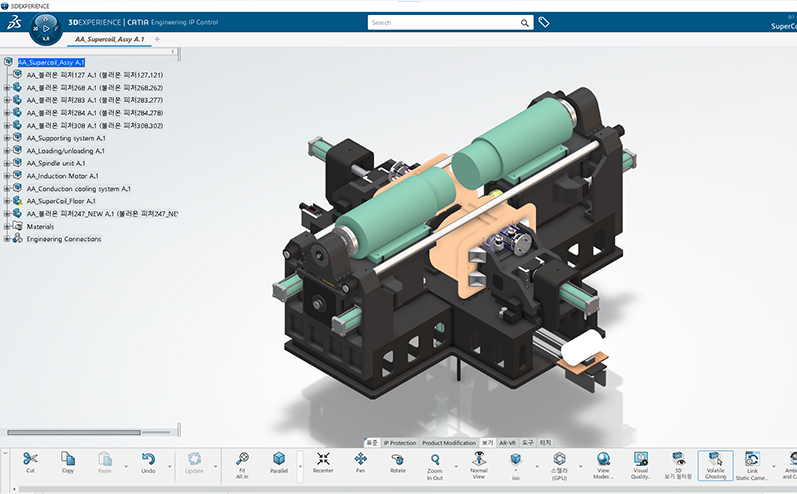 3DEXPERIENCE
3DEXPERIENCE | CATIA Engineering IP Control
Search
3D
V.R
AA_Supercoil_Assy A.1
AA_Supercoil_Assy A.1
AA_불러온 피처127 A.1 (불러온 피처127.121)
AA_불러온 피처268 A.1 (불러온 피처268.262)
AA_불러온 피처283 A.1 (불러온 피처283.277)
AA_불러온 피처284 A.1 (불러온 피처284.278)
AA_불러온 피처308 A.1 (불러온 피처308.302)
AA_Supporting system A.1
AA_Loading/unloading A.1
AA_Spindle unit A.1
AA_Induction Motor A.1
AA_Conduction cooling system A.1
AA_SuperCoil_Floor A.1
AA_불러온 피처247_NEW A.1 (불러온 피처247_NEV
Materials
Engineering Connections
표준 IP Protection Product Modification 보기 AR-VR 도구 터치
Cut
Copy
Paste
Undo
Update
Fit All In
Parallel
Recenter
Pan
Rotate
Zoom In Out
Normal View
iso
스텔라 (GPU)
View Modes...
Visual Quality...
3D 보기 필터링
Volatile Ghosting
Link Static Came...